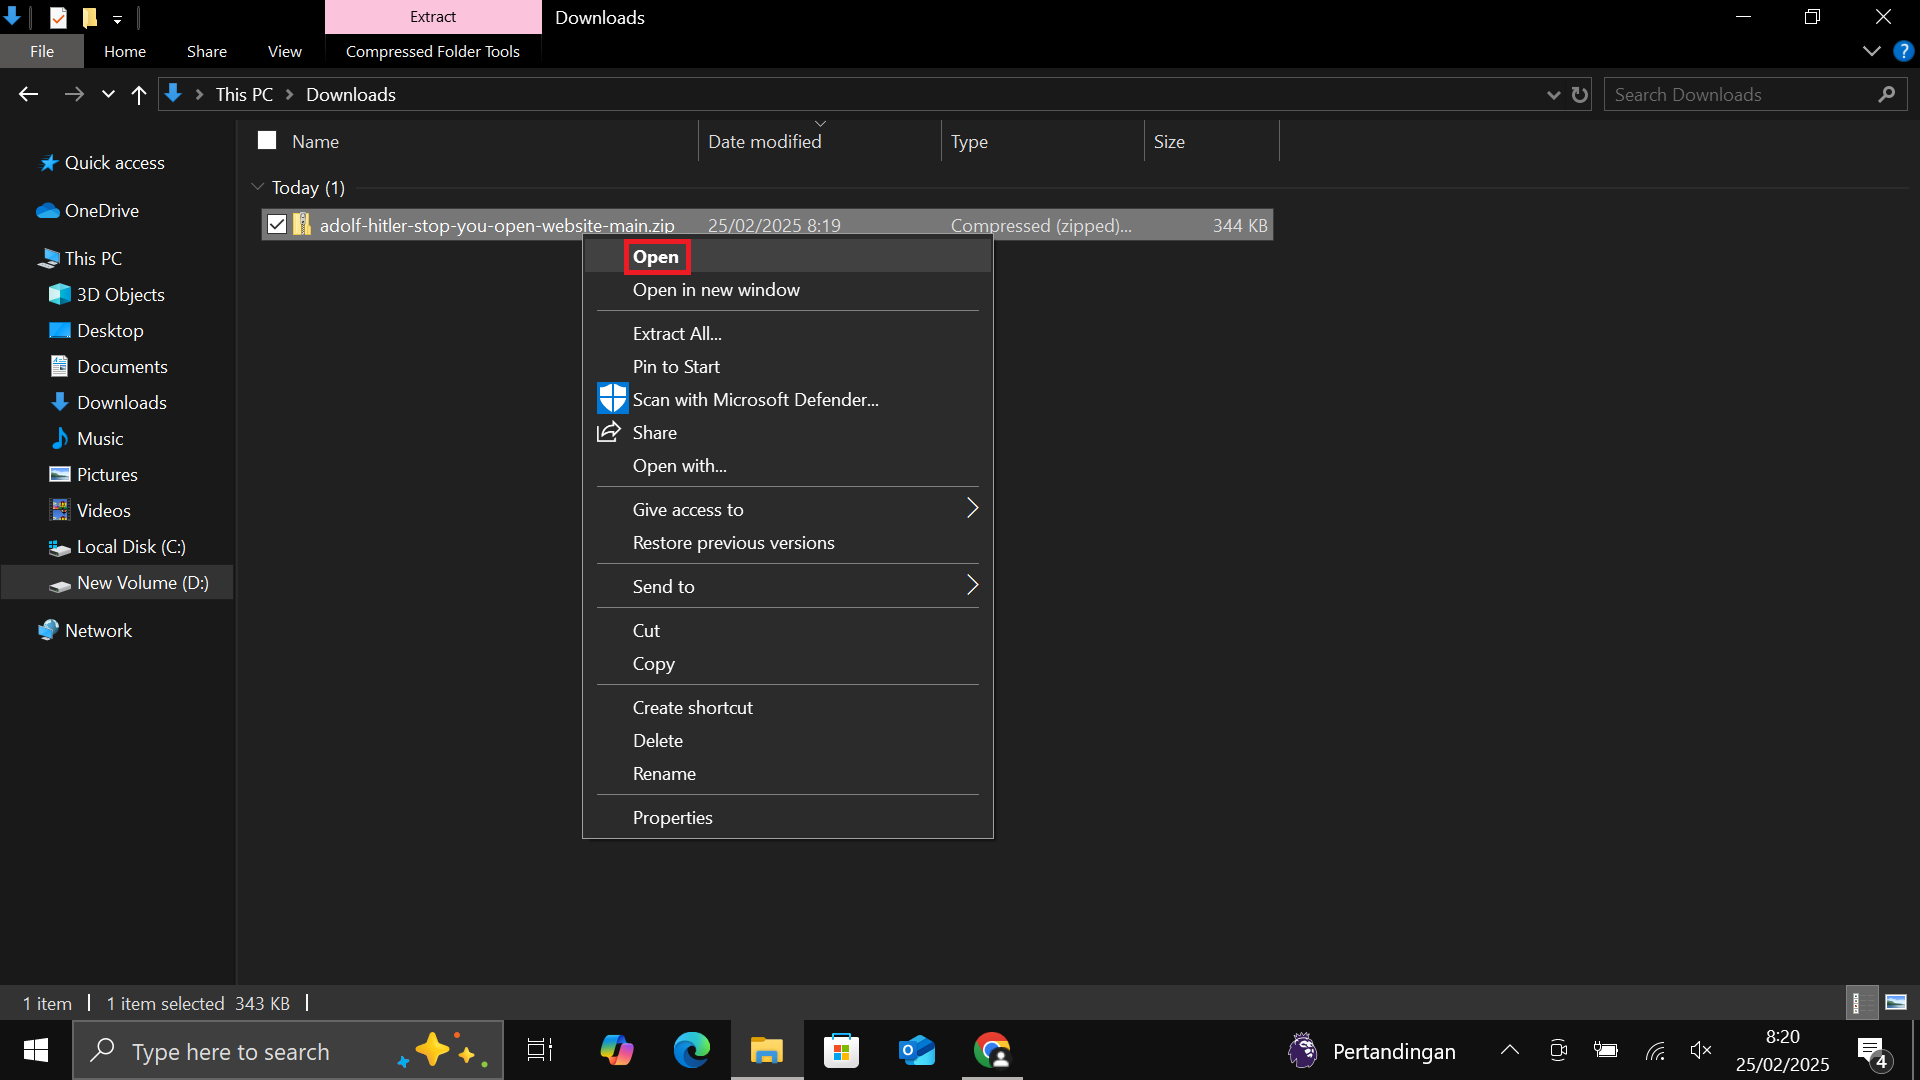 Extract
Downloads
File
Home
Share
View
Compressed Folder Tools
?
This PC
Downloads
Search Downloads
Name
Date modified
Type
Size
Quick access
OneDrive
This PC
3D Objects
Desktop
Documents
Downloads
Music
Pictures
Videos
Local Disk (C:)
New Volume (D:)
Network
Today (1)
adolf-hitler-stop-you-open-website-main.zip
25/02/2025 8:19
Compressed (zipped)...
344 KB
Open
Open in new window
Extract All...
Pin to Start
Scan with Microsoft Defender...
Share
Open with...
Give access to
Restore previous versions
Send to
Cut
Copy
Create shortcut
Delete
Rename
Properties
1 item
1 item selected 343 KB
Type here to search
Pertandingan
8:20
25/02/2025
4